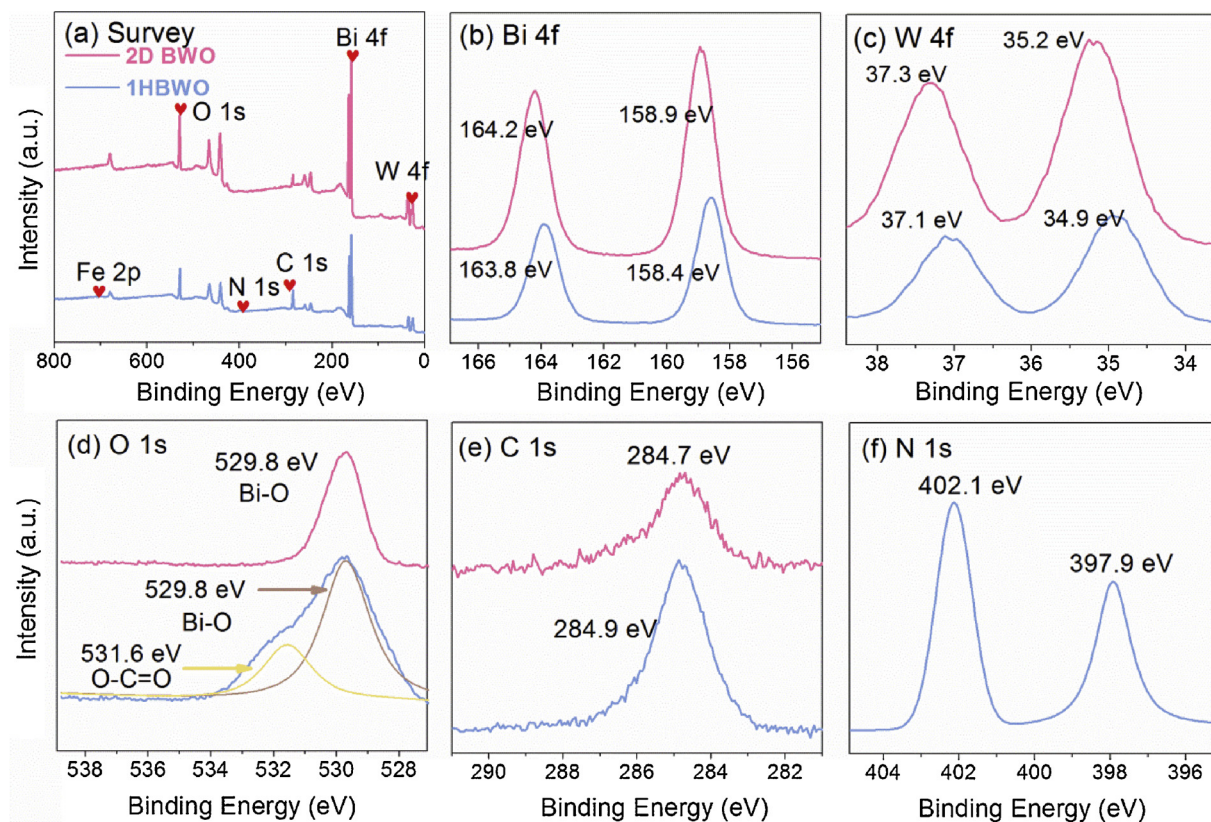 (a) Survey
2D BWO
1HBWO
Bi 4f
O 1s
W 4f
Fe 2p
N 1s
C 1s
800 600 400 200 0
Binding Energy (eV)
Intensity (a.u.)
(b) Bi 4f
164.2 eV
158.9 eV
163.8 eV
158.4 eV
166 164 162 160 158 156
Binding Energy (eV)
(c) W 4f
35.2 eV
37.3 eV
37.1 eV
34.9 eV
38 37 36 35 34
Binding Energy (eV)
(d) O 1s
529.8 eV
Bi-O
529.8 eV
Bi-O
531.6 eV
O-C=O
538 536 534 532 530 528
Binding Energy (eV)
Intensity (a.u.)
(e) C 1s
284.7 eV
284.9 eV
290 288 286 284 282
Binding Energy (eV)
(f) N 1s
402.1 eV
397.9 eV
404 402 400 398 396
Binding Energy (eV)